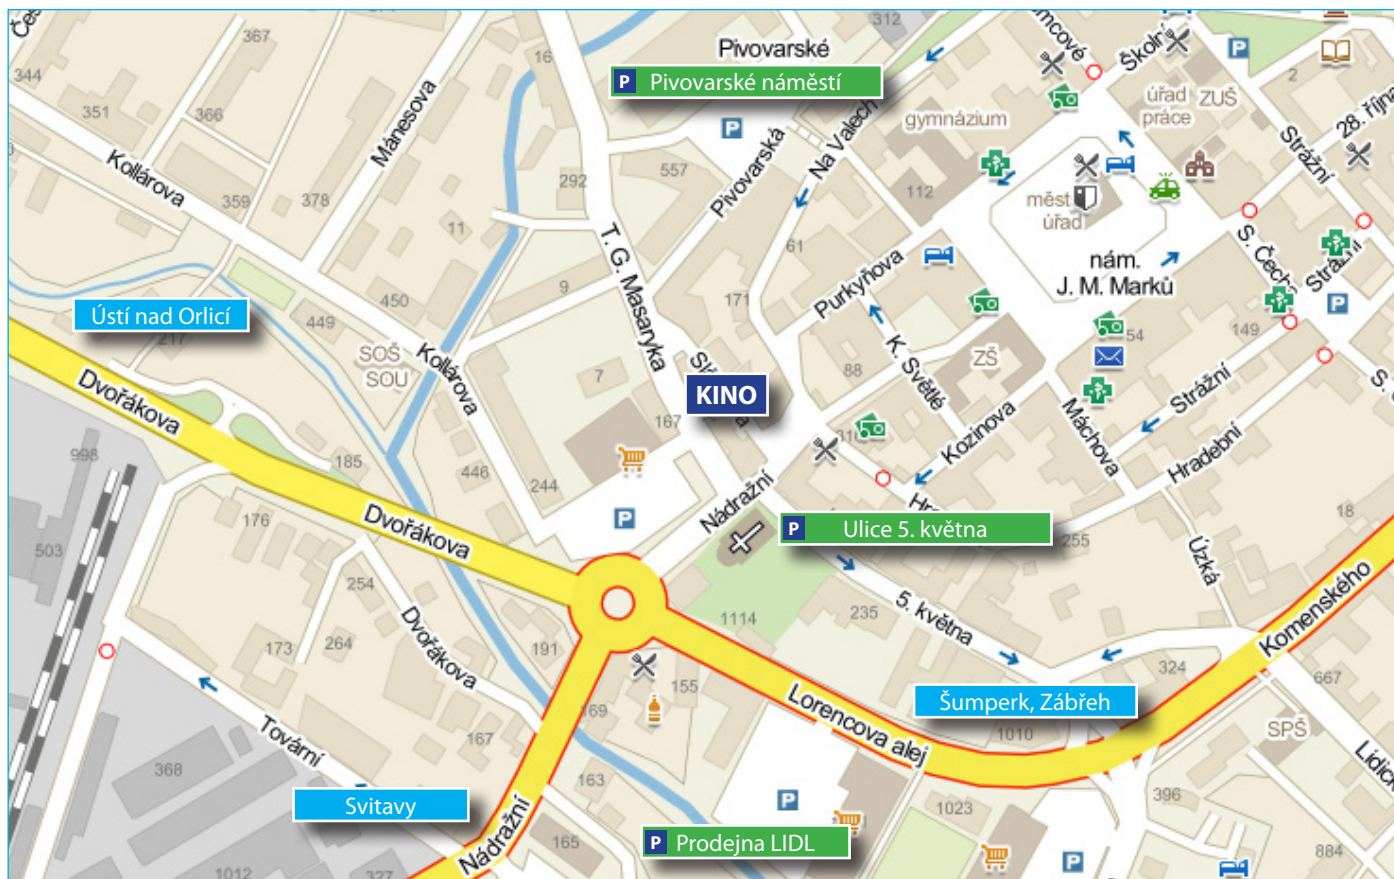 312
Pivovarské
P Pivovarské náměstí
Školní
367
16
344
2
351
366
Mánesova
P
gymnázium
úřad
práce
ZUŠ
28. října
Strážní
Kollárova
359
378
292
557
Pivovarská
Na Valech
112
měst.
úřad
11
T. G. Masaryka
61
Purkyňova
nám.
J. M. Marků
S. Čech
Strážní
P
9
171
450
449
Ústí nad Orlicí
217
SOŠ
SOU
Kollárova
KINO
K. Světlé
88
ZŠ
54
149
7
167
Dvořákova
Kozinova
Máchova
Strážní
Hradební
998
185
446
244
Nádražní
176
Dvořákova
P
P Ulice 5. května
255
18
503
254
Úzká
Komenského
173
264
Dvořákova
191
1114
235
5. května
324
667
155
169
Lorencova alej
Šumperk, Zábřeh
1010
SPŠ
Tovární
167
368
163
P
396
1023
Svitavy
Nádražní
165
P Prodejna LIDL
P
884
1012
327